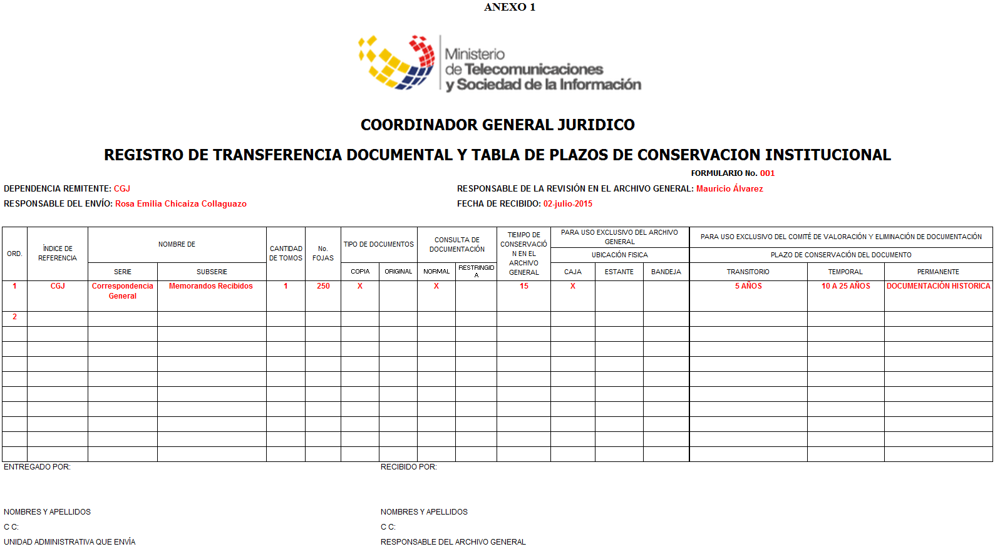 ANEXO 1
Ministerio
de Telecomunicaciones
y Sociedad de la Información
COORDINADOR GENERAL JURIDICO
REGISTRO DE TRANSFERENCIA DOCUMENTAL Y TABLA DE PLAZOS DE CONSERVACION INSTITUCIONAL
FORMULARIO No. 001
DEPENDENCIA REMITENTE: CGJ
RESPONSABLE DE LA REVISIÓN EN EL ARCHIVO GENERAL: Mauricio Álvarez
RESPONSABLE DEL ENVÍO: Rosa Emilia Chicaiza Collaguazo
FECHA DE RECIBIDO: 02-julio-2015
ORD.
ÍNDICE DE
REFERENCIA
NOMBRE DE
SERIE
SUBSERIE
CANTIDAD
DE TOMOS
No.
FOJAS
TIPO DE DOCUMENTOS
COPIA
ORIGINAL
CONSULTA DE
DOCUMENTACIÓN
NORMAL
RESTRINGID
A
TIEMPO DE
CONSERVACIÓ
N EN EL
ARCHIVO
GENERAL
PARA USO EXCLUSIVO DEL ARCHIVO
GENERAL
UBICACIÓN FISICA
CAJA
ESTANTE
BANDEJA
PARA USO EXCLUSIVO DEL COMITÉ DE VALORACIÓN Y ELIMINACIÓN DE DOCUMENTACIÓN
PLAZO DE CONSERVACIÓN DEL DOCUMENTO
TRANSITORIO
TEMPORAL
PERMANENTE
1
CGJ
Correspondencia
General
Memorandos Recibidos
1
250
X
X
15
X
5 AÑOS
10 A 25 AÑOS
DOCUMENTACIÓN HISTORICA
2
ENTREGADO POR:
RECIBIDO POR:
NOMBRES Y APELLIDOS
NOMBRES Y APELLIDOS
C C:
C C:
UNIDAD ADMINISTRATIVA QUE ENVÍA
RESPONSABLE DEL ARCHIVO GENERAL